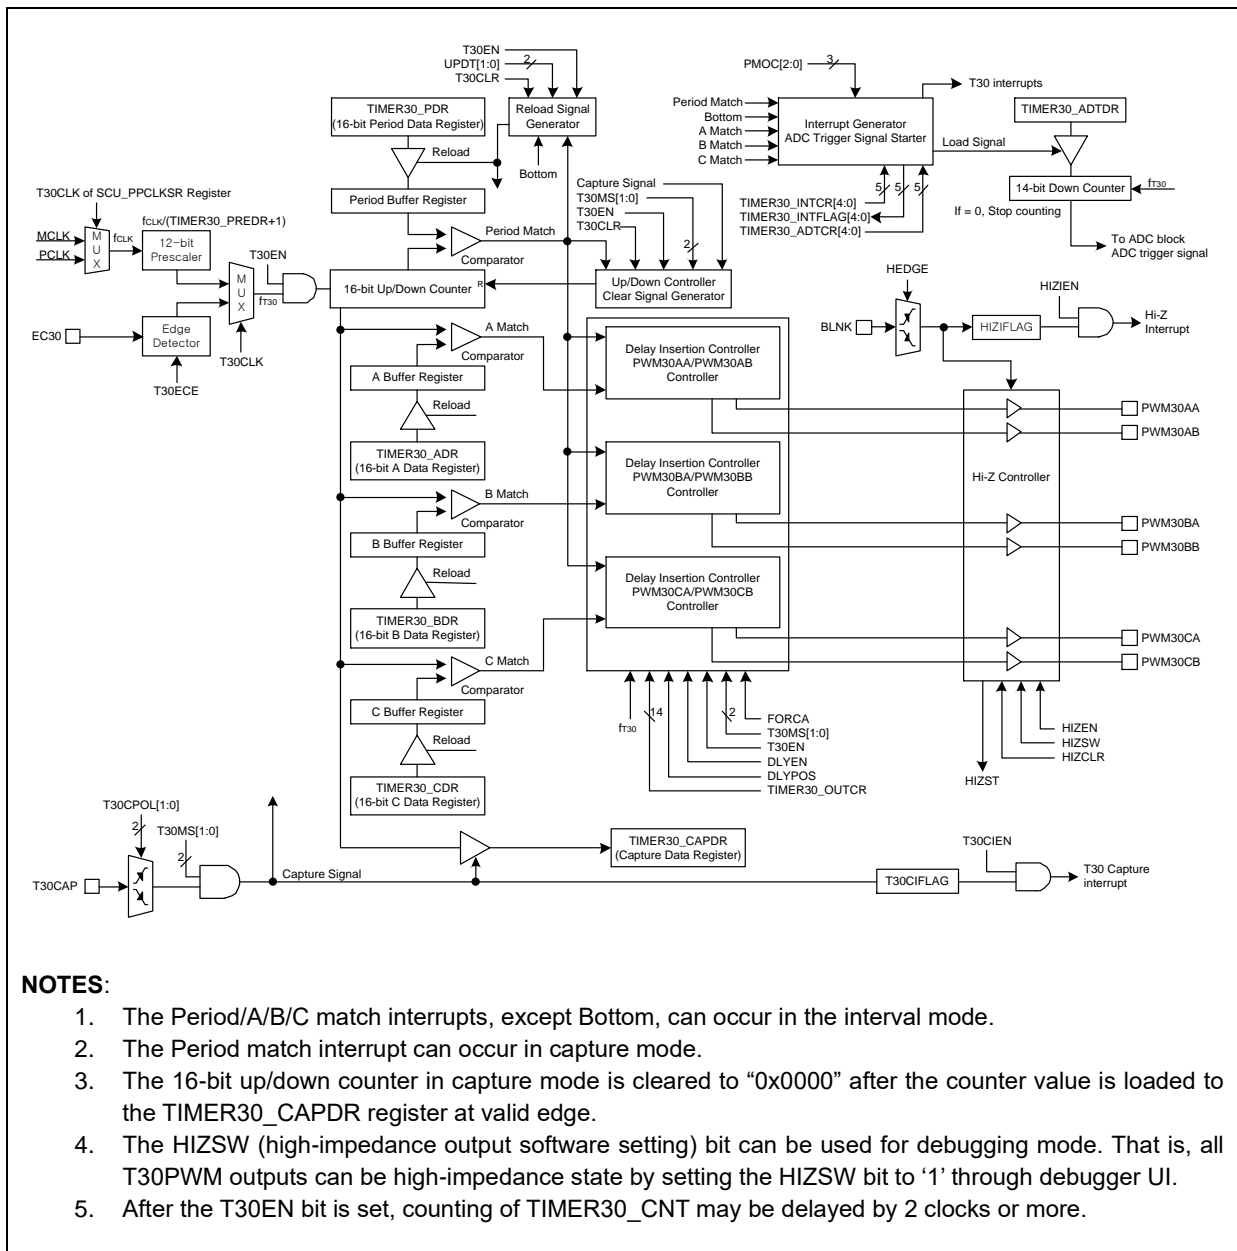 T30EN
UPDT[1:0]
2
T30CLR
TIMER30_PDR
(16-bit Period Data Register)
Reload Signal
Generator
Reload
Bottom
Period Buffer Register
PMOC[2:0]
3
T30 interrupts
Period Match
Bottom
A Match
B Match
C Match
Interrupt Generator
ADC Trigger Signal Starter
Load Signal
TIMER30_ADTDR
14-bit Down Counter
fT30
If = 0, Stop counting
5
5
5
TIMER30_INTCR[4:0]
TIMER30_INTFLAG[4:0]
TIMER30_ADTCR[4:0]
To ADC block
ADC trigger signal
Capture Signal
T30MS[1:0]
T30EN
T30CLR
2
T30CLK of SCU_PPCLKSR Register
fCLK/(TIMER30_PREDR+1)
MCLK
PCLK
MUX
fCLK
12-bit
Prescaler
T30EN
MUX
fT30
EC30
Edge
Detector
T30CLK
T30ECE
Period Match
Comparator
16-bit Up/Down Counter
R
Up/Down Controller
Clear Signal Generator
HEDGE
BLNK
HIZIFLAG
HIZIEN
Hi-Z
Interrupt
A Match
Comparator
A Buffer Register
Reload
TIMER30_ADR
(16-bit A Data Register)
Delay Insertion Controller
PWM30AA/PWM30AB
Controller
PWM30AA
PWM30AB
B Match
Comparator
B Buffer Register
Reload
TIMER30_BDR
(16-bit B Data Register)
Delay Insertion Controller
PWM30BA/PWM30BB
Controller
Hi-Z Controller
PWM30BA
PWM30BB
C Match
Comparator
C Buffer Register
Reload
TIMER30_CDR
(16-bit C Data Register)
Delay Insertion Controller
PWM30CA/PWM30CB
Controller
PWM30CA
PWM30CB
fT30
14
2
FORCA
T30MS[1:0]
T30EN
DLYEN
DLYPOS
TIMER30_OUTCR
HIZEN
HIZSW
HIZCLR
HIZST
T30CPOL[1:0]
2
T30MS[1:0]
2
T30CAP
Capture Signal
TIMER30_CAPDR
(Capture Data Register)
T30CIFLAG
T30CIEN
T30 Capture
interrupt
NOTES:
1. The Period/A/B/C match interrupts, except Bottom, can occur in the interval mode.
2. The Period match interrupt can occur in capture mode.
3. The 16-bit up/down counter in capture mode is cleared to “0x0000” after the counter value is loaded to
the TIMER30_CAPDR register at valid edge.
4. The HIZSW (high-impedance output software setting) bit can be used for debugging mode. That is, all
T30PWM outputs can be high-impedance state by setting the HIZSW bit to ‘1’ through debugger UI.
5. After the T30EN bit is set, counting of TIMER30_CNT may be delayed by 2 clocks or more.